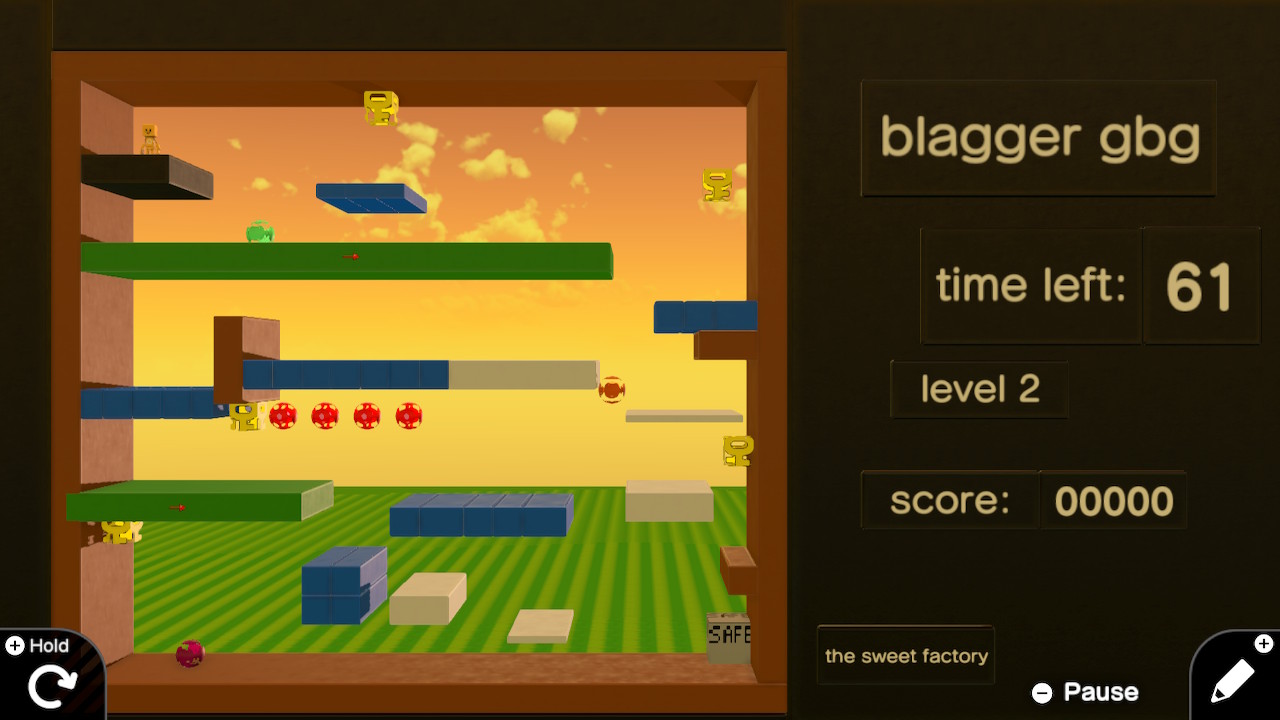 blagger gbg
time left: 61
level 2
score: 00000
SAFE
the sweet factory
Hold
Pause